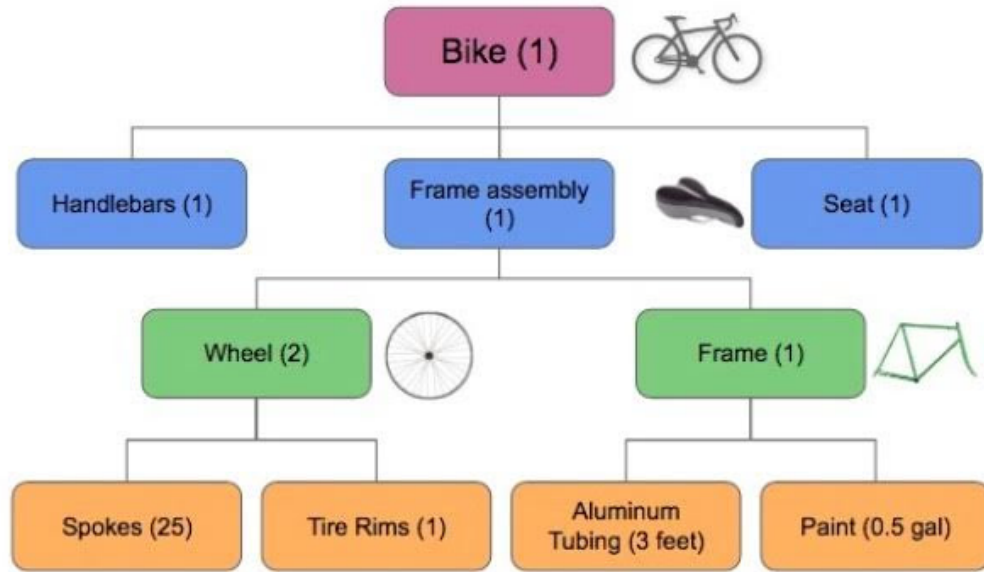 Bike (1)
Handlebars (1)
Frame assembly
(1)
Seat (1)
Wheel (2)
Frame (1)
Spokes (25)
Tire Rims (1)
Aluminum
Tubing (3 feet)
Paint (0.5 gal)